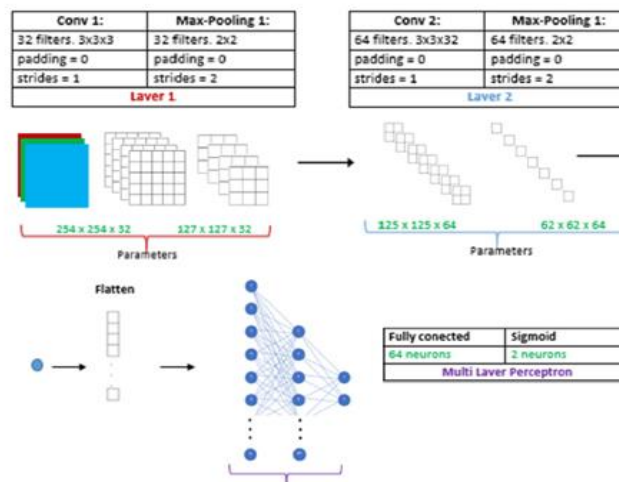 Conv 1: Max-Pooling 1:
32 filters. 3x3x3 32 filters. 2x2
padding = 0 padding = 0
strides = 1 strides = 2
Laver 1
Conv 2: Max-Pooling 1:
64 filters. 3x3x32 64 filters. 2x2
padding = 0 padding = 0
strides = 1 strides = 2
Layer 2
254 x 254 x 32 127 x 127 x 32
Parameters
125 x 125 x 64 62 x 62 x 64
Parameters
Flatten
Fully conected Sigmoid
64 neurons 2 neurons
Multi Layer Perceptron